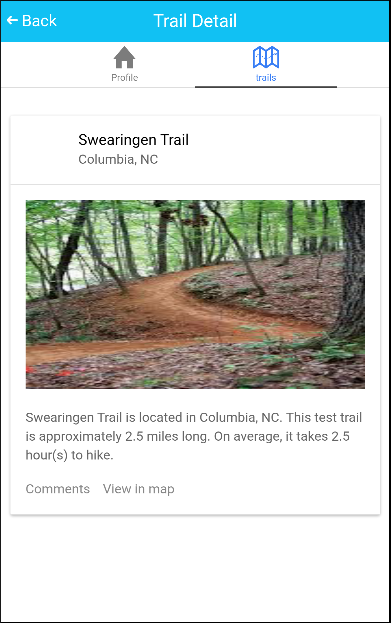 Back
Trail Detail
Profile
trails
Swearingen Trail
Columbia, NC
Swearingen Trail is located in Columbia, NC. This test trail
is approximately 2.5 miles long. On average, it takes 2.5
hour(s) to hike.
Comments View in map